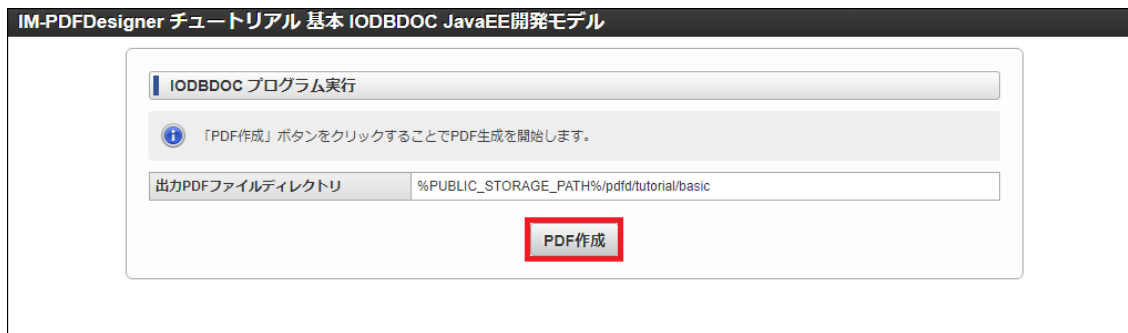 IM-PDFDesigner チュートリアル 基本 IODBDOC JavaEE開発モデル
IODBDOC プログラム実行
「PDF作成」ボタンをクリックすることでPDF生成を開始します。
出力PDFファイルディレクトリ %PUBLIC_STORAGE_PATH%/pdfd/tutorial/basic
PDF作成